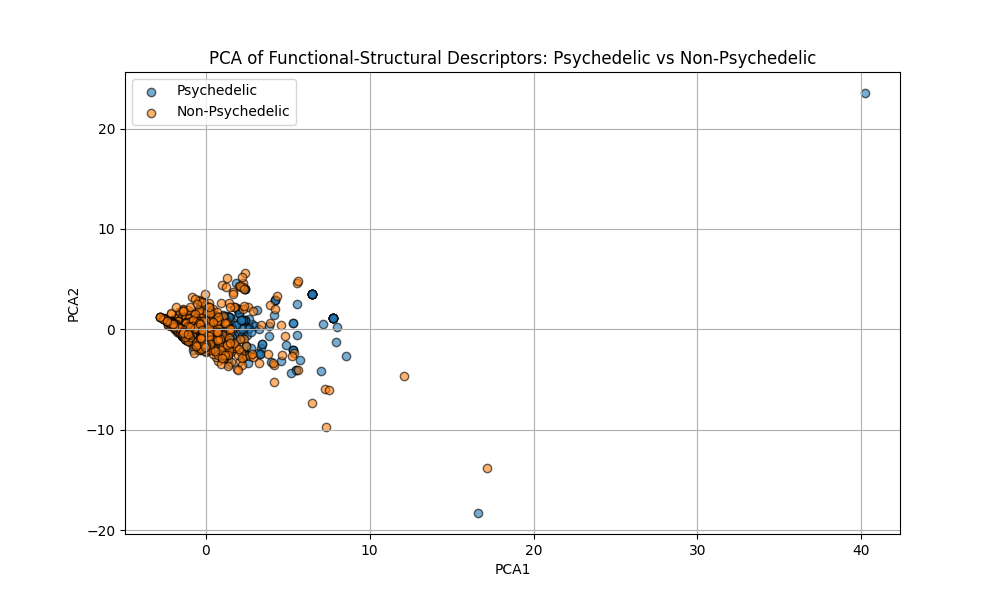 PCA of Functional-Structural Descriptors: Psychedelic vs Non-Psychedelic
Psychedelic
Non-Psychedelic
PCA2
20
10
0
−10
−20
0
10
20
30
40
PCA1